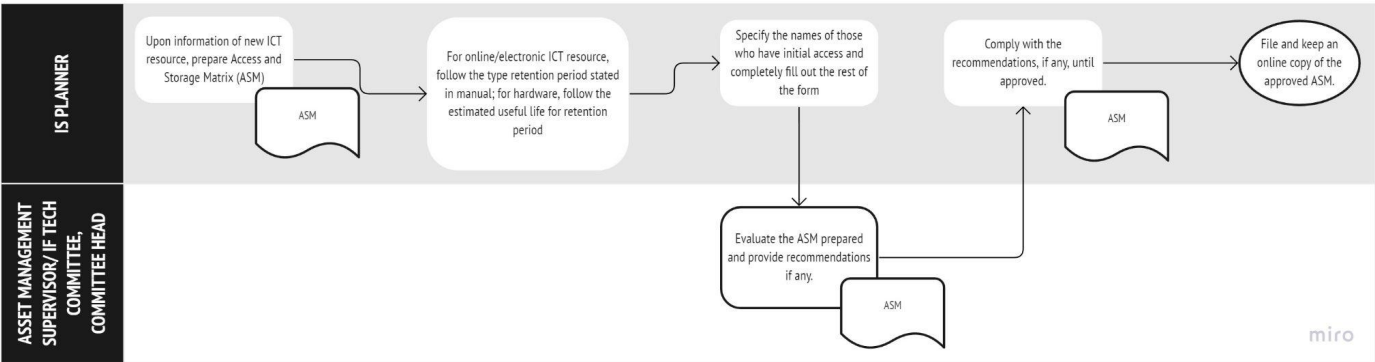 IS PLANNER
Upon information of new ICT
resource, prepare Access and
Storage Matrix (ASM)
ASM
For online/electronic ICT resource,
follow the type retention period stated
in manual; for hardware, follow the
estimated useful life for retention
period
Specify the names of those
who have initial access and
completely fill out the rest of
the form
Comply with the
recommendations, if any, until
approved.
ASM
File and keep an
online copy of the
approved ASM.
ASSET MANAGEMENT
SUPERVISOR/ IF TECH
COMMITTEE,
COMMITTEE HEAD
Evaluate the ASM prepared
and provide recommendations
if any.
ASM
miro